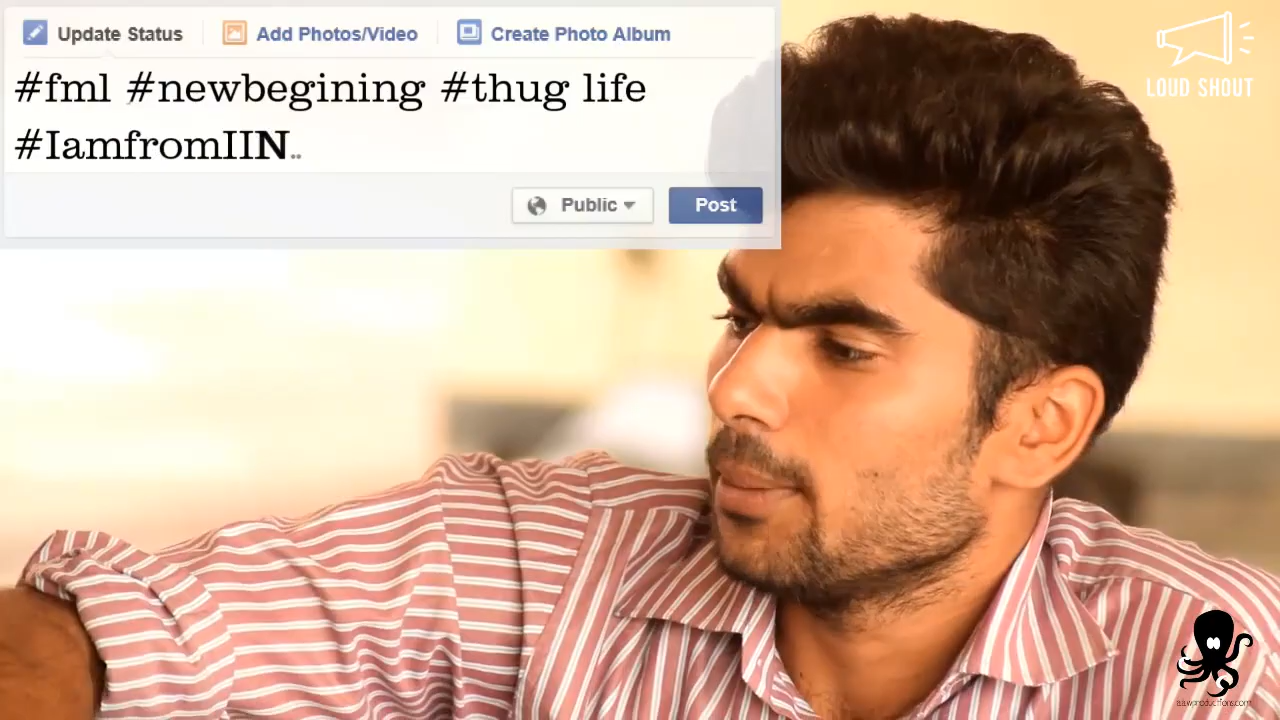 Update Status Add Photos/Video Create Photo Album
#fml #newbegining #thug life
#IamfromIIN..
Public Post
LOUD SHOUT